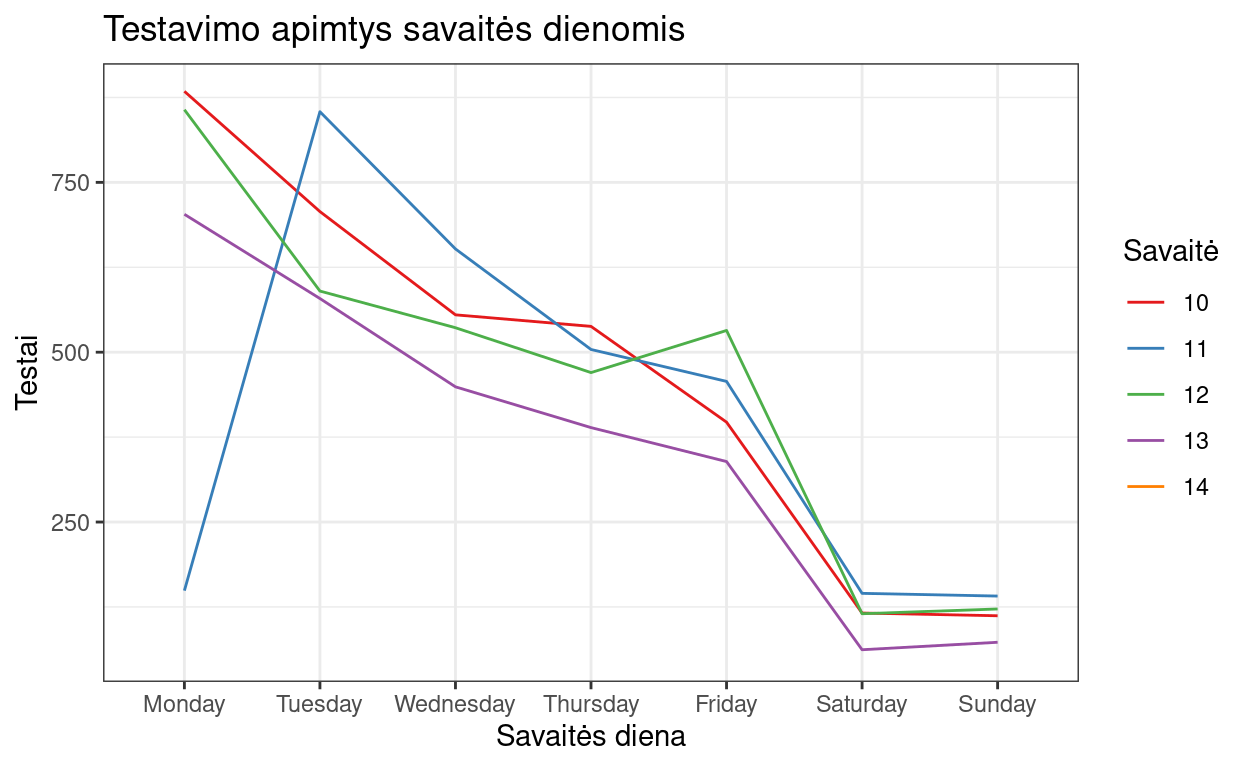 Testavimo apimtys savaitės dienomis
Testai
750
500
250
Monday Tuesday Wednesday Thursday Friday Saturday Sunday
Savaitės diena
Savaitė
10
11
12
13
14